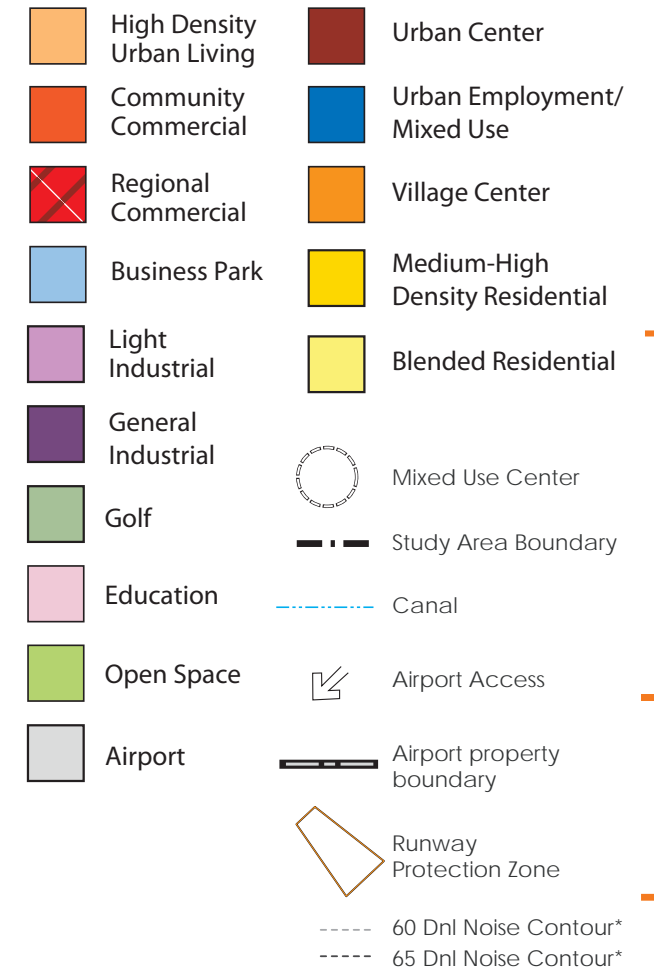 High Density
Urban Living
Community
Commercial
Regional
Commercial
Business Park
Light
Industrial
General
Industrial
Golf
Education
Open Space
Airport
Urban Center
Urban Employment/
Mixed Use
Village Center
Medium-High
Density Residential
Blended Residential
Mixed Use Center
Study Area Boundary
Canal
Airport Access
Airport property
boundary
Runway
Protection Zone
60 Dnl Noise Contour*
65 Dnl Noise Contour*